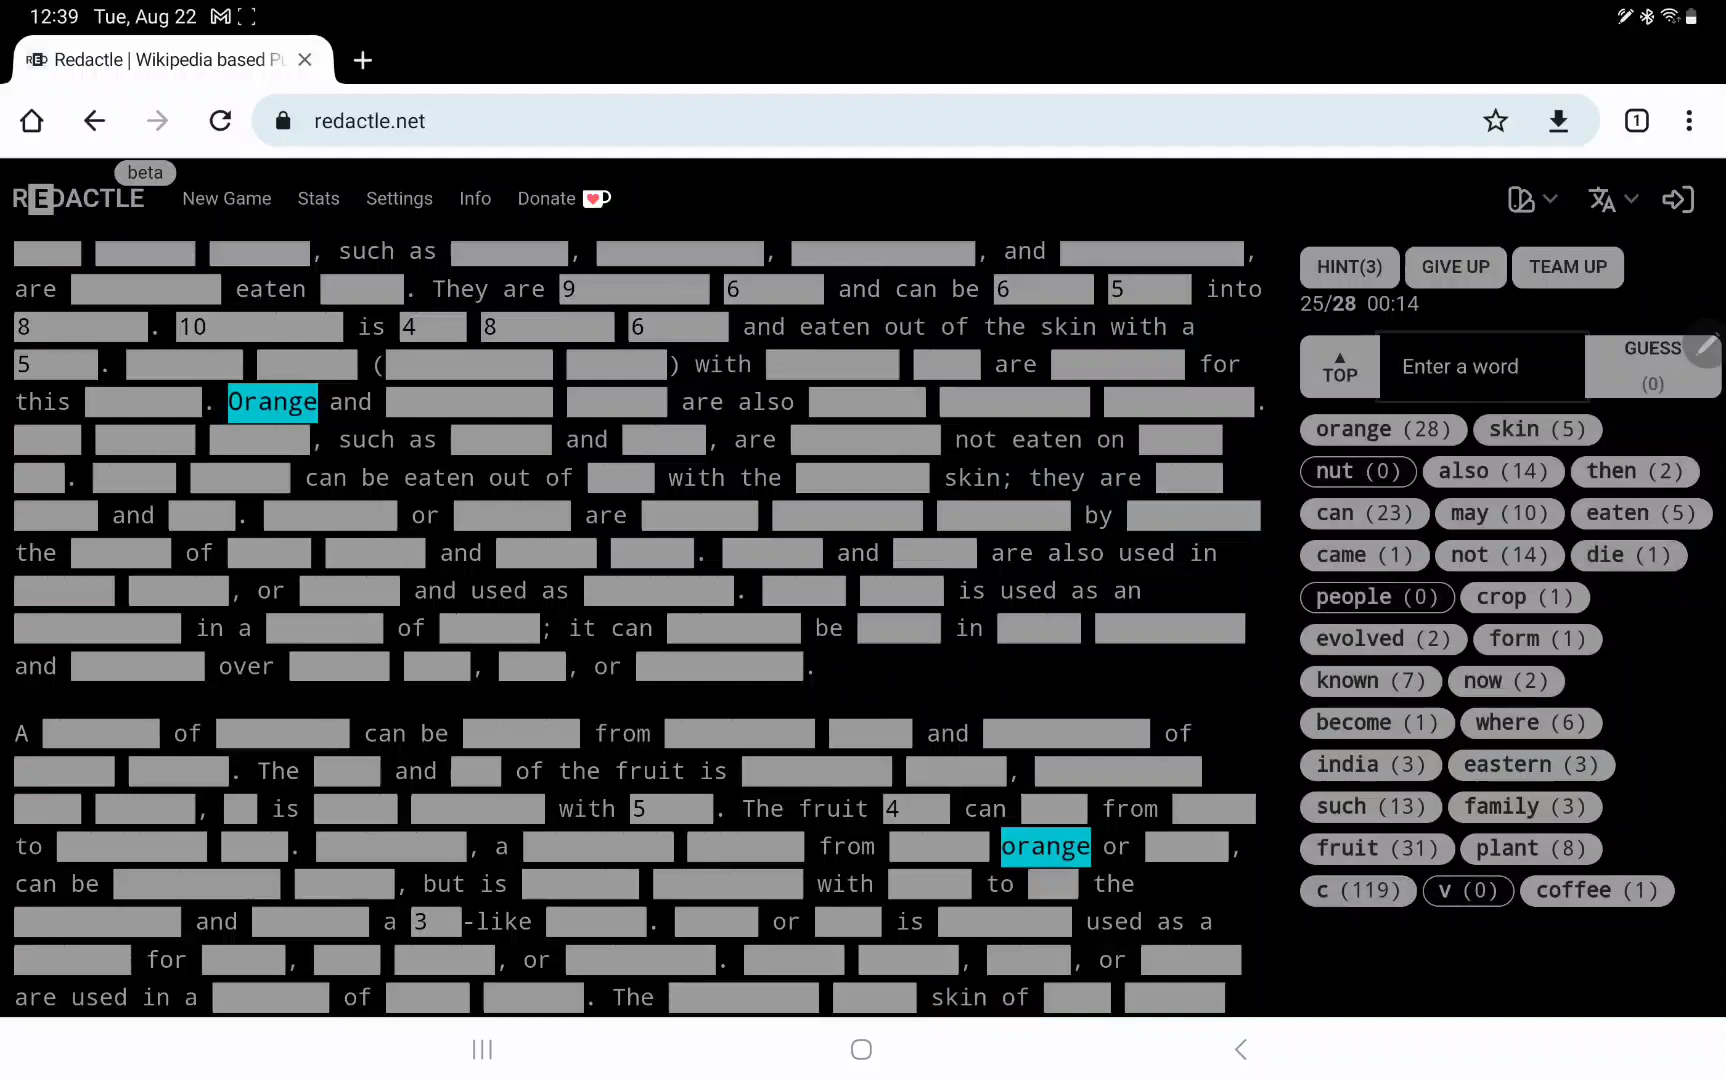 12:39 Tue, Aug 22
RED Redactle | Wikipedia based Pu
redactle.net
1
beta
REDACTLE New Game Stats Settings Info Donate
, such as , , , and ,
are eaten . They are 9 6 and can be 6 5 into
8 . 10 is 4 8 6 and eaten out of the skin with a
5 . ( ) with are for
this . Orange and are also .
, such as and , are not eaten on
. can be eaten out of with the skin; they are
and . or are by
the of and . and are also used in
, or and used as . is used as an
in a of ; it can be in
and over , , or .
A of can be from and of
. The and of the fruit is ,
, is with 5 . The fruit 4 can from
to . , a from orange or ,
can be , but is with to the
and a 3 -like . or is used as a
for , , or . , , or
are used in a of . The skin of
HINT(3) GIVE UP TEAM UP
25/28 00:14
▲
TOP
Enter a word
GUESS
(0)
orange (28) skin (5)
nut (0) also (14) then (2)
can (23) may (10) eaten (5)
came (1) not (14) die (1)
people (0) crop (1)
evolved (2) form (1)
known (7) now (2)
become (1) where (6)
india (3) eastern (3)
such (13) family (3)
fruit (31) plant (8)
c (119) v (0) coffee (1)